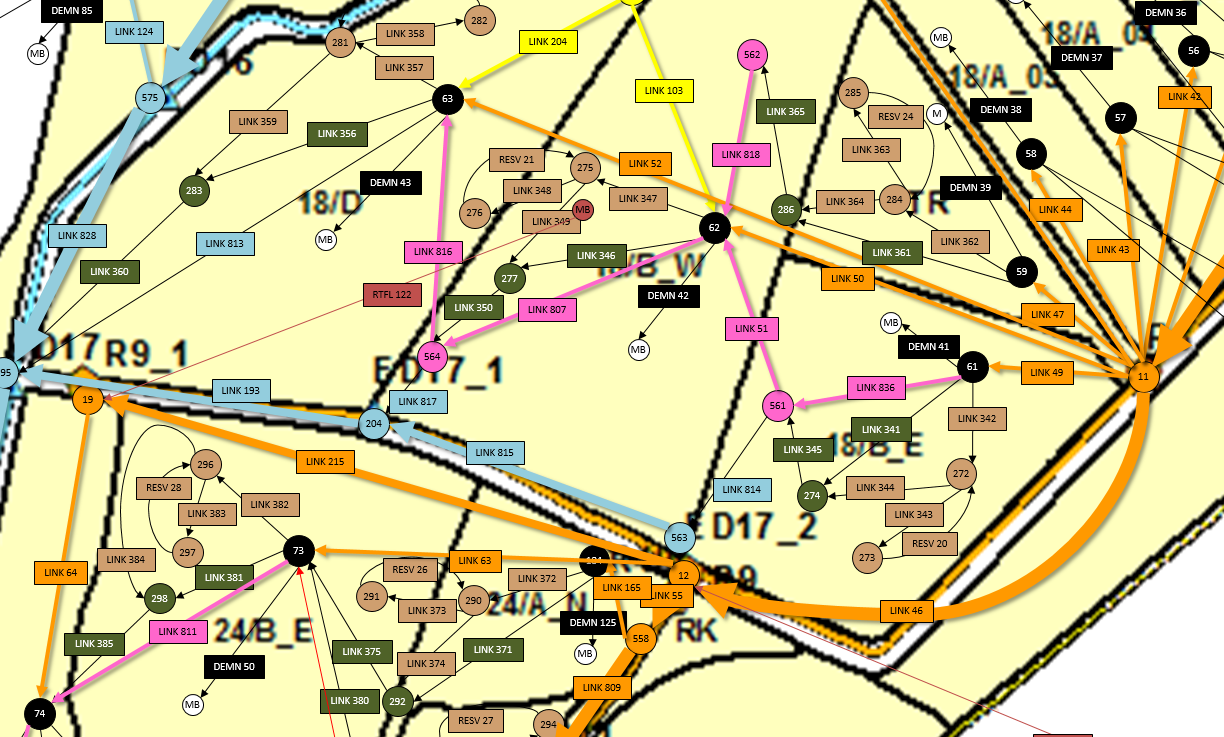 DEMN 85
282
DEMN 36
LINK 124
LINK 358
281
LINK 204
18/A_04
MB
562
MB
56
DEMN 37
LINK 357
18/A_03
575
63
LINK 103
285
LINK 42
LINK 365
RESV 24
M
DEMN 38
57
LINK 359
LINK 356
LINK 363
58
RESV 21
275
LINK 52
LINK 818
283
DEMN 43
LINK 348
LINK 347
DEMN 39
18/D
276
MB
LINK 349
286
LINK 364
284
TR
LINK 44
LINK 828
LINK 813
MB
62
LINK 816
LINK 346
LINK 361
LINK 362
LINK 43
LINK 360
277
B_W
LINK 50
59
RTFL 122
LINK 350
LINK 807
DEMN 42
LINK 47
MB
LINK 51
MB
DEMN 41
D17
R9_1
564
61
LINK 49
11
95
ED17_1
LINK 836
19
LINK 193
LINK 817
561
LINK 342
204
LINK 341
18/B_E
LINK 815
LINK 345
LINK 215
296
272
RESV 28
LINK 814
274
LINK 344
LINK 382
LINK 383
LINK 343
563
ED17_2
RESV 20
297
73
273
LINK 384
LINK 63
LINK 64
RESV 26
LINK 372
12
LINK 381
LINK 165
LINK 55
298
291
290
LINK 373
24/A_N
LINK 46
DEMN 125
LINK 811
24/B_E
RK
LINK 385
558
LINK 375
LINK 371
MB
DEMN 50
LINK 374
LINK 809
MB
LINK 380
292
74
RESV 27
294